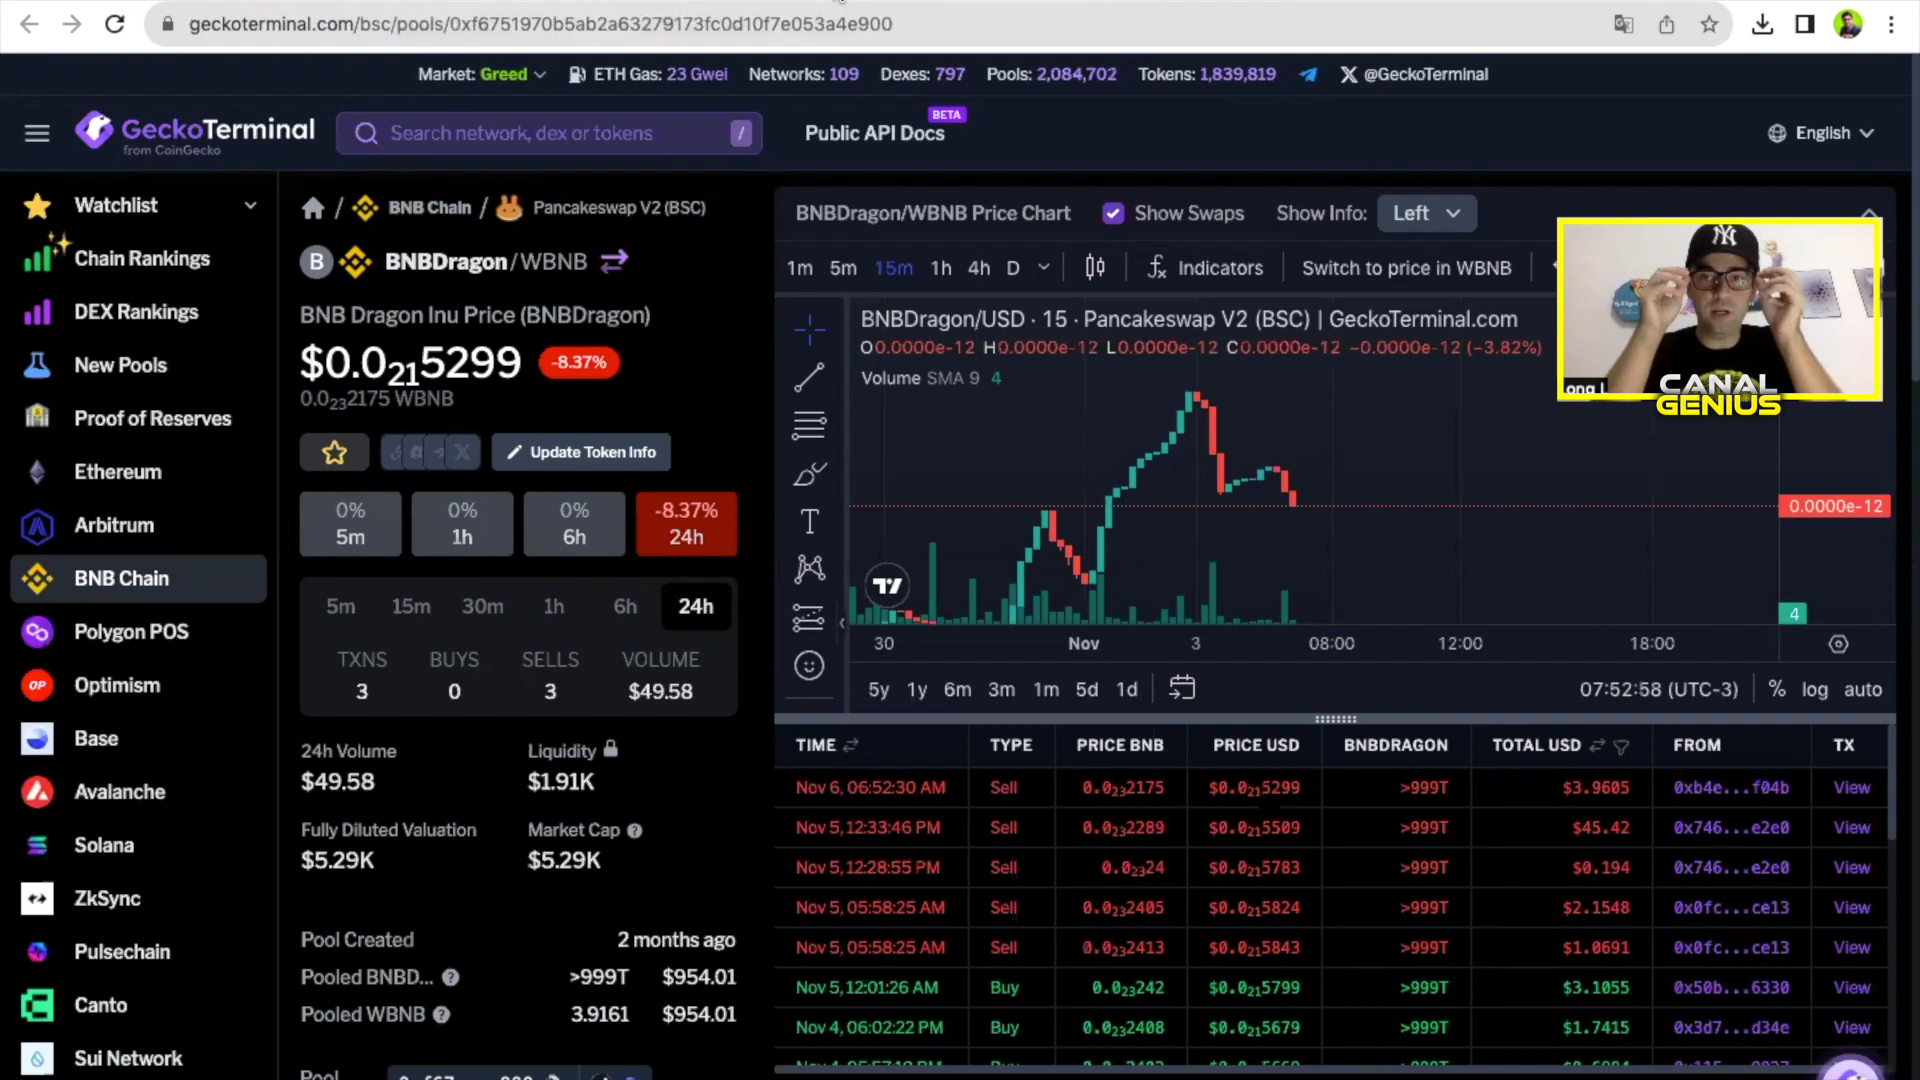 geckoterminal.com/bsc/pools/0xf6751970b5ab2a63279173fc0d10f7e053a4e900
Market: Greed ETH Gas: 23 Gwei Networks: 109 Dexes: 797 Pools: 2,084,702 Tokens: 1,839,819 @GeckoTerminal
GeckoTerminal
from CoinGecko
Search network, dex or tokens /
Public API Docs
BETA
English
Watchlist
Chain Rankings
DEX Rankings
New Pools
Proof of Reserves
Ethereum
Arbitrum
BNB Chain
Polygon POS
OP
Optimism
Base
Avalanche
Solana
ZkSync
Pulsechain
Canto
Sui Network
/ BNB Chain / Pancakeswap V2 (BSC)
B BNBDragon/WBNB
BNB Dragon Inu Price (BNBDragon)
$0.0₂₁5299 -8.37%
0.0₂₃2175 WBNB
Update Token Info
0% 0% 0% -8.37%
5m 1h 6h 24h
5m 15m 30m 1h 6h 24h
TXNS BUYS SELLS VOLUME
3 0 3 $49.58
24h Volume Liquidity
$49.58 $1.91K
Fully Diluted Valuation Market Cap
$5.29K $5.29K
Pool Created 2 months ago
Pooled BNBD... >999T $954.01
Pooled WBNB 3.9161 $954.01
Pool
BNBDragon/WBNB Price Chart Show Swaps Show Info: Left
1m 5m 15m 1h 4h D Indicators Switch to price in WBNB
BNBDragon/USD · 15 · Pancakeswap V2 (BSC) | GeckoTerminal.com
O0.0000e-12 H0.0000e-12 L0.0000e-12 C0.0000e-12 −0.0000e-12 (−3.82%)
Volume SMA 9 4
NY
CANAL
GENIUS
0.0000e-12
4
30 Nov 3 08:00 12:00 18:00
5y 1y 6m 3m 1m 5d 1d 07:52:58 (UTC-3) % log auto
TIME TYPE PRICE BNB PRICE USD BNBDRAGON TOTAL USD FROM TX
Nov 6, 06:52:30 AM Sell 0.0₂₃2175 $0.0₂₁5299 >999T $3.9605 0xb4e...f04b View
Nov 5, 12:33:46 PM Sell 0.0₂₃2289 $0.0₂₁5509 >999T $45.42 0x746...e2e0 View
Nov 5, 12:28:55 PM Sell 0.0₂₃24 $0.0₂₁5783 >999T $0.194 0x746...e2e0 View
Nov 5, 05:58:25 AM Sell 0.0₂₃2405 $0.0₂₁5824 >999T $2.1548 0x0fc...ce13 View
Nov 5, 05:58:25 AM Sell 0.0₂₃2413 $0.0₂₁5843 >999T $1.0691 0x0fc...ce13 View
Nov 5, 12:01:26 AM Buy 0.0₂₃242 $0.0₂₁5799 >999T $3.1055 0x50b...6330 View
Nov 4, 06:02:22 PM Buy 0.0₂₃2408 $0.0₂₁5679 >999T $1.7415 0x3d7...d34e View